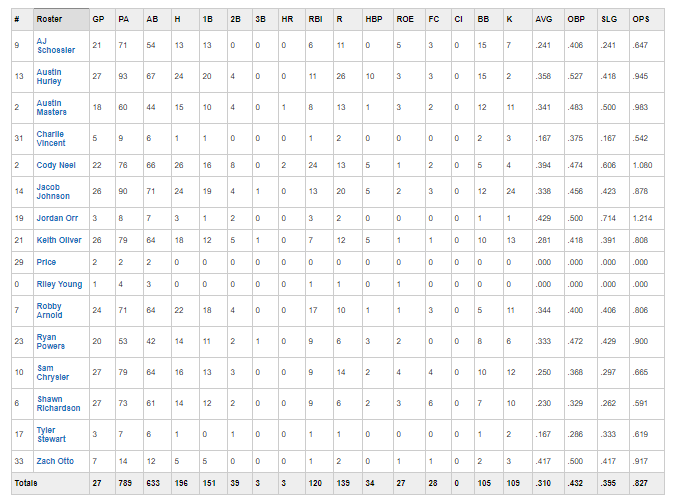 # Roster GP PA AB H 1B 2B 3B HR RBI R HBP ROE FC CI BB K AVG OBP SLG OPS
9 AJ Schossler 21 71 54 13 13 0 0 0 6 11 0 5 3 0 15 7 .241 .406 .241 .647
13 Austin Hurley 27 93 67 24 20 4 0 0 11 26 10 3 3 0 15 2 .358 .527 .418 .945
2 Austin Masters 18 60 44 15 10 4 0 1 8 13 1 3 2 0 12 11 .341 .483 .500 .983
31 Charlie Vincent 5 9 6 1 1 0 0 0 1 2 0 0 0 0 2 3 .167 .375 .167 .542
2 Cody Neel 22 76 66 26 16 8 0 2 24 13 5 1 2 0 5 4 .394 .474 .606 1.080
14 Jacob Johnson 26 90 71 24 19 4 1 0 13 20 5 2 3 0 12 24 .338 .456 .423 .878
19 Jordan Orr 3 8 7 3 1 2 0 0 3 2 0 0 0 0 1 1 .429 .500 .714 1.214
21 Keith Oliver 26 79 64 18 12 5 1 0 7 12 5 1 1 0 10 13 .281 .418 .391 .808
29 Price 2 2 2 0 0 0 0 0 0 0 0 0 0 0 0 0 .000 .000 .000 .000
0 Riley Young 1 4 3 0 0 0 0 0 1 1 0 1 0 0 0 0 .000 .000 .000 .000
7 Robby Arnold 24 71 64 22 18 4 0 0 17 10 1 1 3 0 5 11 .344 .400 .406 .806
23 Ryan Powers 20 53 42 14 11 2 1 0 9 6 3 2 0 0 8 6 .333 .472 .429 .900
10 Sam Chrysler 27 79 64 16 13 3 0 0 9 14 2 4 4 0 10 12 .250 .368 .297 .665
6 Shawn Richardson 27 73 61 14 12 2 0 0 9 6 2 3 6 0 7 10 .230 .329 .262 .591
17 Tyler Stewart 3 7 6 1 0 1 0 0 1 1 0 0 0 0 1 2 .167 .286 .333 .619
33 Zach Otto 7 14 12 5 5 0 0 0 1 2 0 1 1 0 2 3 .417 .500 .417 .917
Totals 27 789 633 196 151 39 3 3 120 139 34 27 28 0 105 109 .310 .432 .395 .827